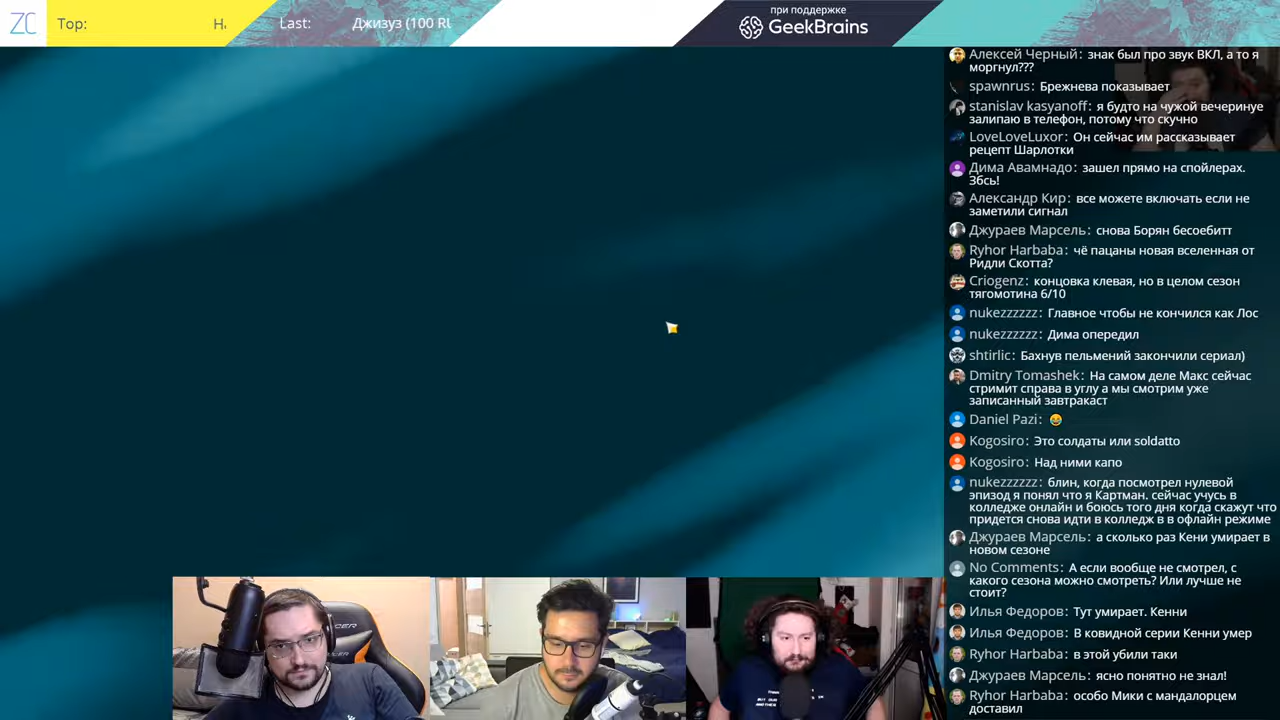 ZC
Top:
Last:
Джизуз (100 RU
при поддержке
GeekBrains
Алексей Черный: знак был про звук ВКЛ, а то я
моргнул???
spawnrus: Брежнева показывает
stanislav kasyanoff: я будто на чужой вечеринуе
залипаю в телефон, потому что скучно
LoveLoveLuxor: Он сейчас им рассказывает
рецепт Шарлотки
Дима Авамнадо: зашел прямо на спойлерах.
Збсь!
Александр Кир: все можете включать если не
заметили сигнал
Джураев Марсель: снова Борян бесоебитт
Ryhor Harbaba: чё пацаны новая вселенная от
Ридли Скотта?
Criogenz: концовка клевая, но в целом сезон
тягомотина 6/10
nukezzzzzz: Главное чтобы не кончился как Лос
nukezzzzzz: Дима опередил
shtirlic: Бахнув пельмений закончили сериал)
Dmitry Tomashek: На самом деле Макс сейчас
стримит справа в углу а мы смотрим уже
записанный завтракаст
Daniel Pazi: 😂
Kogosiro: Это солдаты или soldatto
Kogosiro: Над ними капо
nukezzzzzz: блин, когда посмотрел нулевой
эпизод я понял что я Картман. сейчас учусь в
колледже онлайн и боюсь того дня когда скажут что
придется снова идти в колледж в в офлайн режиме
Джураев Марсель: а сколько раз Кени умирает в
новом сезоне
No Comments: А если вообще не смотрел, с
какого сезона можно смотреть? Или лучше не
стоит?
Илья Федоров: Тут умирает. Кенни
Илья Федоров: В ковидной серии Кенни умер
Ryhor Harbaba: в этой убили таки
Джураев Марсель: ясно понятно не знал!
Ryhor Harbaba: особо Мики с мандалорцем
доставил